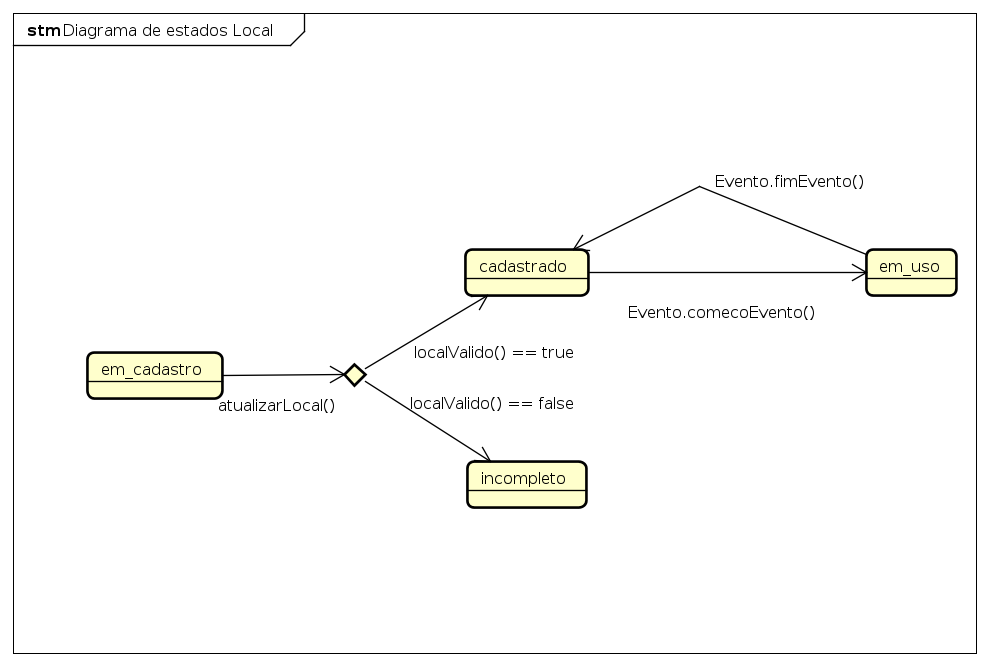 stm Diagrama de estados Local
Evento.fimEvento()
cadastrado
em_uso
Evento.comecoEvento()
localValido() == true
em_cadastro
atualizarLocal()
localValido() == false
incompleto